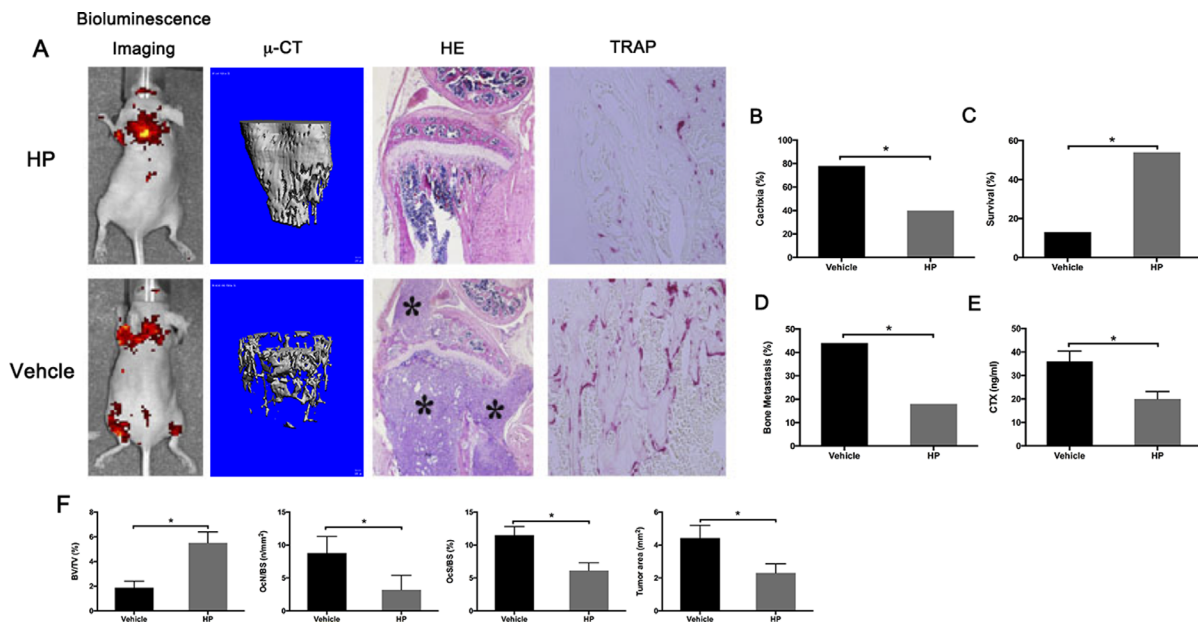 Bioluminescence
A
Imaging
μ-CT
HE
TRAP
HP
Vehcle
*
*
*
B
Cachxia (%)
100
80
60
40
20
0
*
Vehicle
HP
C
Survival (%)
60
40
20
0
*
Vehicle
HP
D
Bone Metastasis (%)
50
40
30
20
10
0
*
Vehicle
HP
E
CTX (ng/ml)
50
40
30
20
10
0
*
Vehicle
HP
F
BV/TV (%)
8
6
4
2
0
*
Vehicle
HP
OcN/BS (n/mm²)
15
10
5
0
*
Vehicle
HP
OcS/BS (%)
15
10
5
0
*
Vehicle
HP
Tumor area (mm²)
6
4
2
0
*
Vehicle
HP